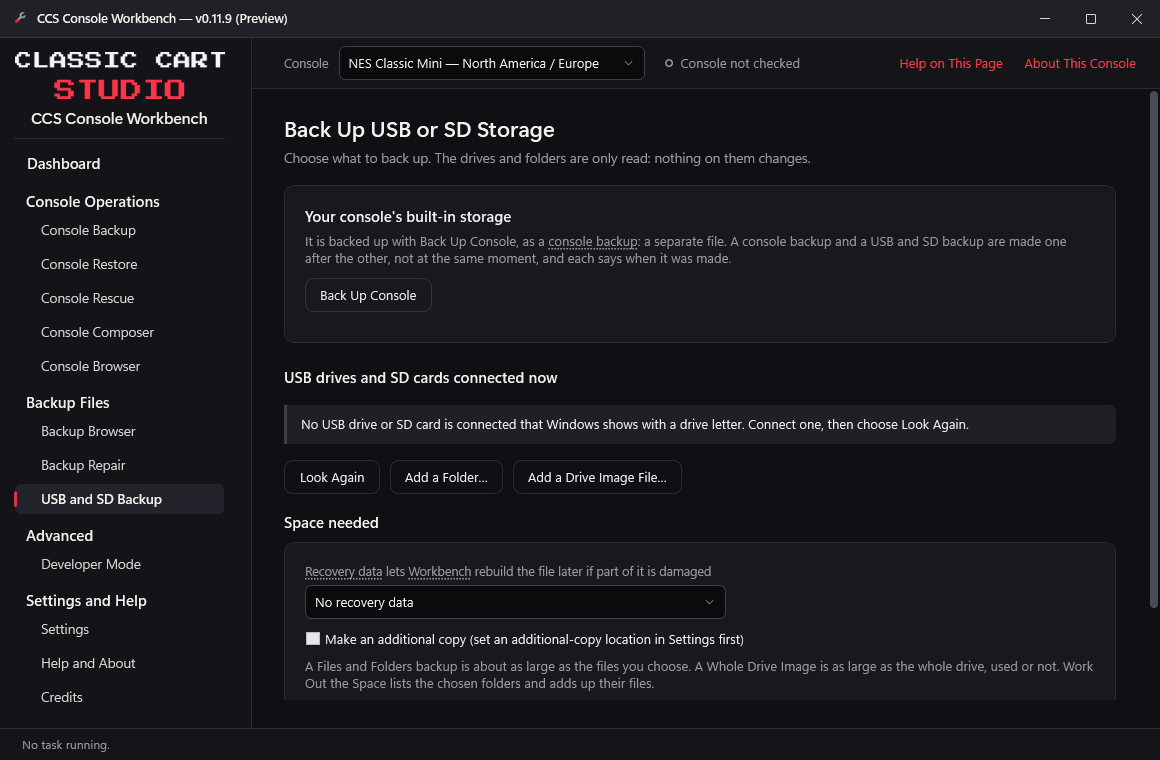 CCS Console Workbench — v0.11.9 (Preview)
CLASSIC CART
STUDIO
CCS Console Workbench
Dashboard
Console Operations
Console Backup
Console Restore
Console Rescue
Console Composer
Console Browser
Backup Files
Backup Browser
Backup Repair
USB and SD Backup
Advanced
Developer Mode
Settings and Help
Settings
Help and About
Credits
Console
NES Classic Mini — North America / Europe
Console not checked
Help on This Page
About This Console
Back Up USB or SD Storage
Choose what to back up. The drives and folders are only read: nothing on them changes.
Your console's built-in storage
It is backed up with Back Up Console, as a console backup: a separate file. A console backup and a USB and SD backup are made one
after the other, not at the same moment, and each says when it was made.
Back Up Console
USB drives and SD cards connected now
No USB drive or SD card is connected that Windows shows with a drive letter. Connect one, then choose Look Again.
Look Again
Add a Folder...
Add a Drive Image File...
Space needed
Recovery data lets Workbench rebuild the file later if part of it is damaged
No recovery data
Make an additional copy (set an additional-copy location in Settings first)
A Files and Folders backup is about as large as the files you choose. A Whole Drive Image is as large as the whole drive, used or not. Work
Out the Space lists the chosen folders and adds up their files.
No task running.